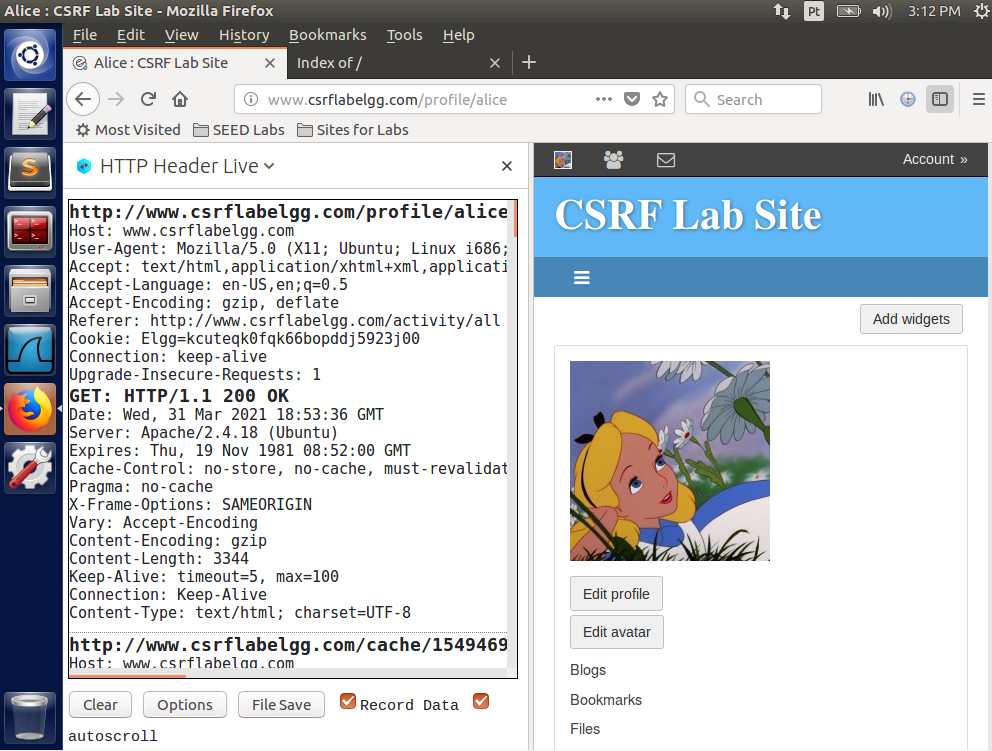 Alice : CSRF Lab Site - Mozilla Firefox
Pt
3:12 PM
File Edit View History Bookmarks Tools Help
Alice : CSRF Lab Site
Index of /
www.csrflabelgg.com/profile/alice
Search
Most Visited
SEED Labs
Sites for Labs
HTTP Header Live
http://www.csrflabelgg.com/profile/alice
Host: www.csrflabelgg.com
User-Agent: Mozilla/5.0 (X11; Ubuntu; Linux i686;
Accept: text/html,application/xhtml+xml,applicati
Accept-Language: en-US,en;q=0.5
Accept-Encoding: gzip, deflate
Referer: http://www.csrflabelgg.com/activity/all
Cookie: Elgg=kcuteqk0fqk66bopddj5923j00
Connection: keep-alive
Upgrade-Insecure-Requests: 1
GET: HTTP/1.1 200 OK
Date: Wed, 31 Mar 2021 18:53:36 GMT
Server: Apache/2.4.18 (Ubuntu)
Expires: Thu, 19 Nov 1981 08:52:00 GMT
Cache-Control: no-store, no-cache, must-revalidat
Pragma: no-cache
X-Frame-Options: SAMEORIGIN
Vary: Accept-Encoding
Content-Encoding: gzip
Content-Length: 3344
Keep-Alive: timeout=5, max=100
Connection: Keep-Alive
Content-Type: text/html; charset=UTF-8
http://www.csrflabelgg.com/cache/1549469
Host: www.csrflabelgg.com
Clear
Options
File Save
Record Data
autoscroll
Account »
CSRF Lab Site
Add widgets
Edit profile
Edit avatar
Blogs
Bookmarks
Files